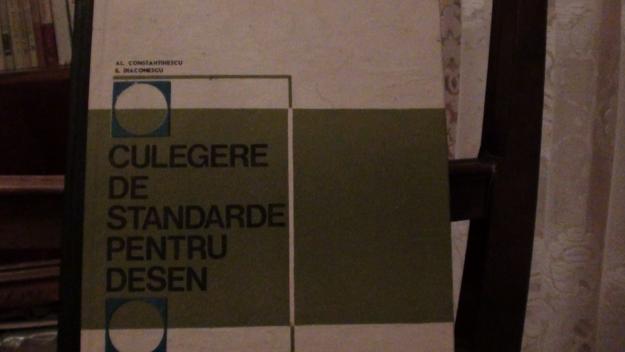 AL. CONSTANTINESCU
E. DIACONESCU
CULEGERE
DE
STANDARDE
PENTRU
DESEN